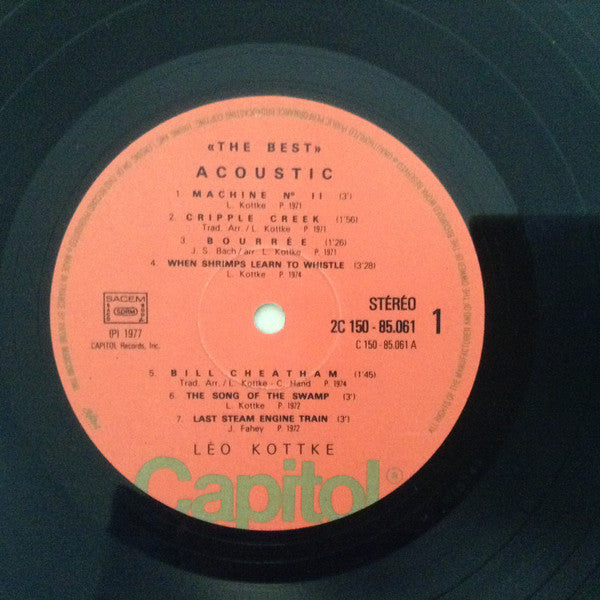 «THE BEST»
ACOUSTIC
1. MACHINE Nº II (3')
L. Kottke P. 1971
2. CRIPPLE CREEK (1'56)
Trad. Arr. / L. Kottke P. 1971
3. BOURRÉE (1'26)
J. S. Bach/arr L. Kottke P. 1971
4. WHEN SHRIMPS LEARN TO WHISTLE (3'28)
L. Kottke P. 1974
SACEM
SDRM
(P) 1977
CAPITOL Records, Inc.
STÉRÉO
2C 150 - 85.061 1
C 150 - 85.061 A
5. BILL CHEATHAM (1'45)
Trad. Arr. / L. Kottke - C. Hand P. 1974
6. THE SONG OF THE SWAMP (3')
L. Kottke P. 1972
7. LAST STEAM ENGINE TRAIN (3')
J. Fahey P. 1972
LÉO KOTTKE
Capitol ®